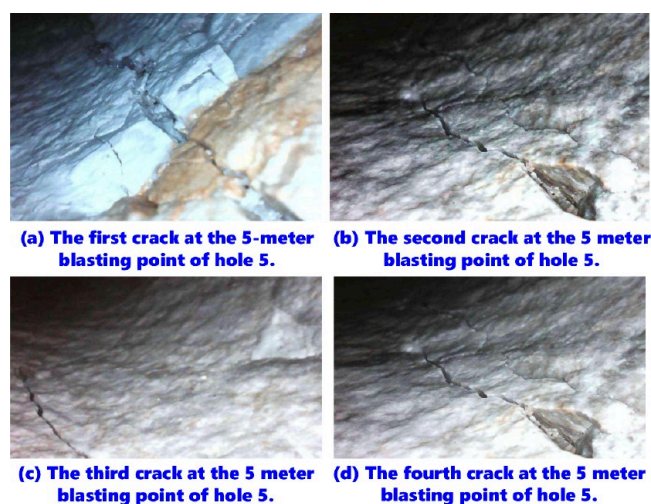 (a) The first crack at the 5-meter
blasting point of hole 5.
(b) The second crack at the 5 meter
blasting point of hole 5.
(c) The third crack at the 5 meter
blasting point of hole 5.
(d) The fourth crack at the 5 meter
blasting point of hole 5.